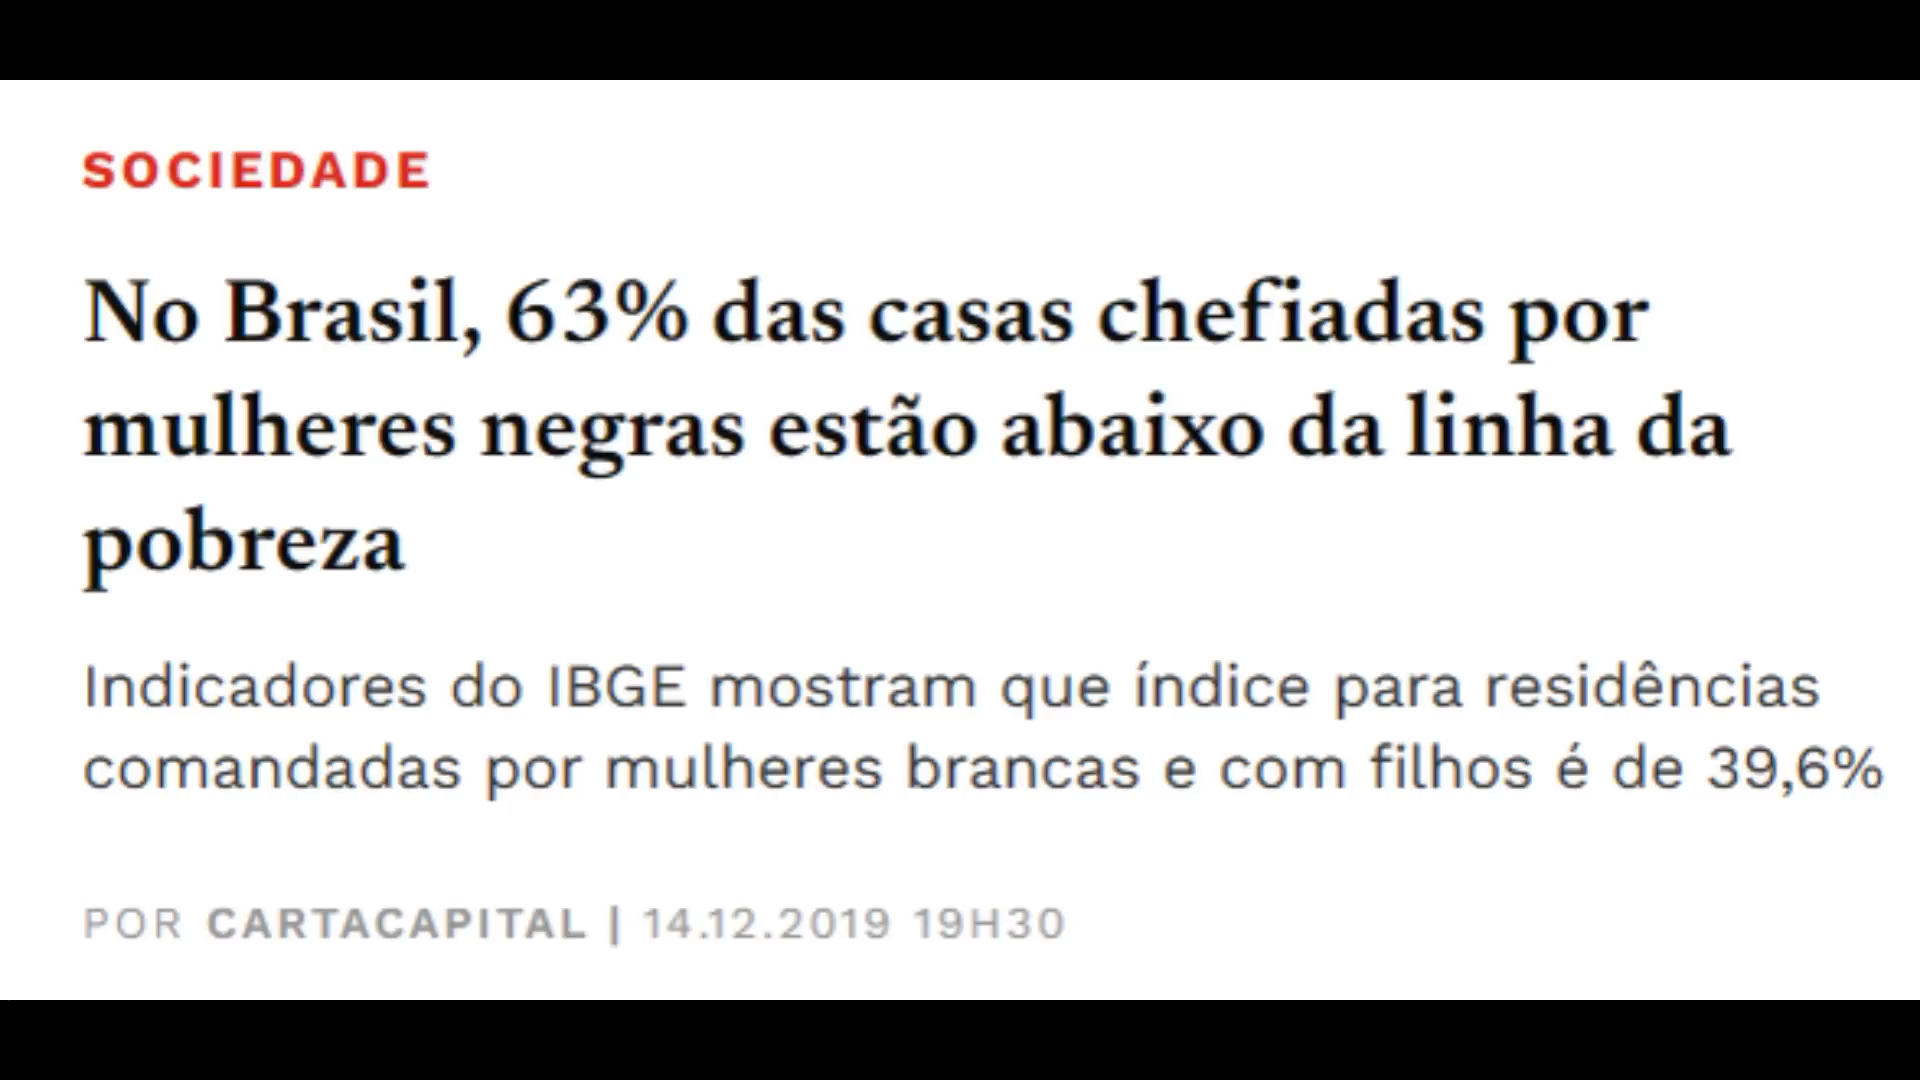 SOCIEDADE
No Brasil, 63% das casas chefiadas por
mulheres negras estão abaixo da linha da
pobreza
Indicadores do IBGE mostram que índice para residências
comandadas por mulheres brancas e com filhos é de 39,6%
POR CARTACAPITAL | 14.12.2019 19H30